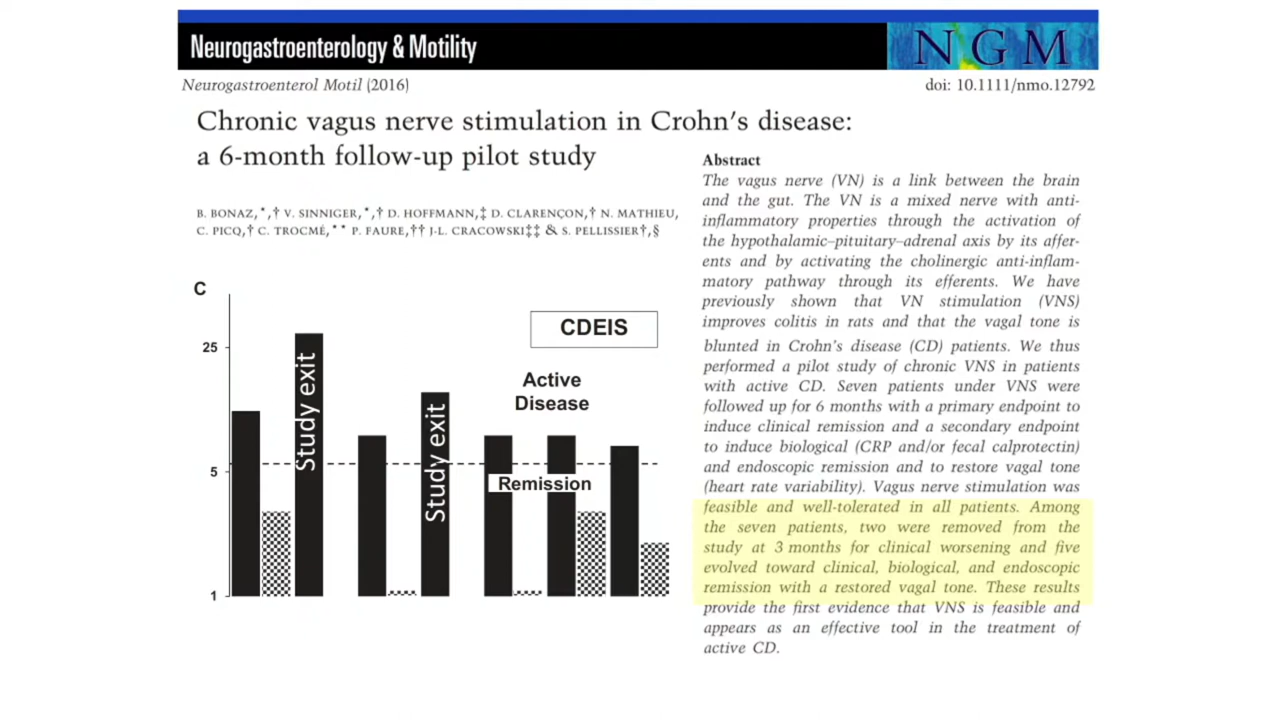 Neurogastroenterology & Motility
NGM
Neurogastroenterol Motil (2016)
doi: 10.1111/nmo.12792
Chronic vagus nerve stimulation in Crohn's disease:
a 6-month follow-up pilot study
B. BONAZ,*,† V. SINNIGER,*,† D. HOFFMANN,‡ D. CLARENÇON,† N. MATHIEU,
C. PICQ,† C. TROCMÉ,** P. FAURE,†† J-L. CRACOWSKI‡‡ & S. PELLISSIER†,§
C
25
5
1
Study exit
Study exit
CDEIS
Active
Disease
Remission
Abstract
The vagus nerve (VN) is a link between the brain
and the gut. The VN is a mixed nerve with anti-
inflammatory properties through the activation of
the hypothalamic–pituitary–adrenal axis by its affer-
ents and by activating the cholinergic anti-inflam-
matory pathway through its efferents. We have
previously shown that VN stimulation (VNS)
improves colitis in rats and that the vagal tone is
blunted in Crohn's disease (CD) patients. We thus
performed a pilot study of chronic VNS in patients
with active CD. Seven patients under VNS were
followed up for 6 months with a primary endpoint to
induce clinical remission and a secondary endpoint
to induce biological (CRP and/or fecal calprotectin)
and endoscopic remission and to restore vagal tone
(heart rate variability). Vagus nerve stimulation was
feasible and well-tolerated in all patients. Among
the seven patients, two were removed from the
study at 3 months for clinical worsening and five
evolved toward clinical, biological, and endoscopic
remission with a restored vagal tone. These results
provide the first evidence that VNS is feasible and
appears as an effective tool in the treatment of
active CD.